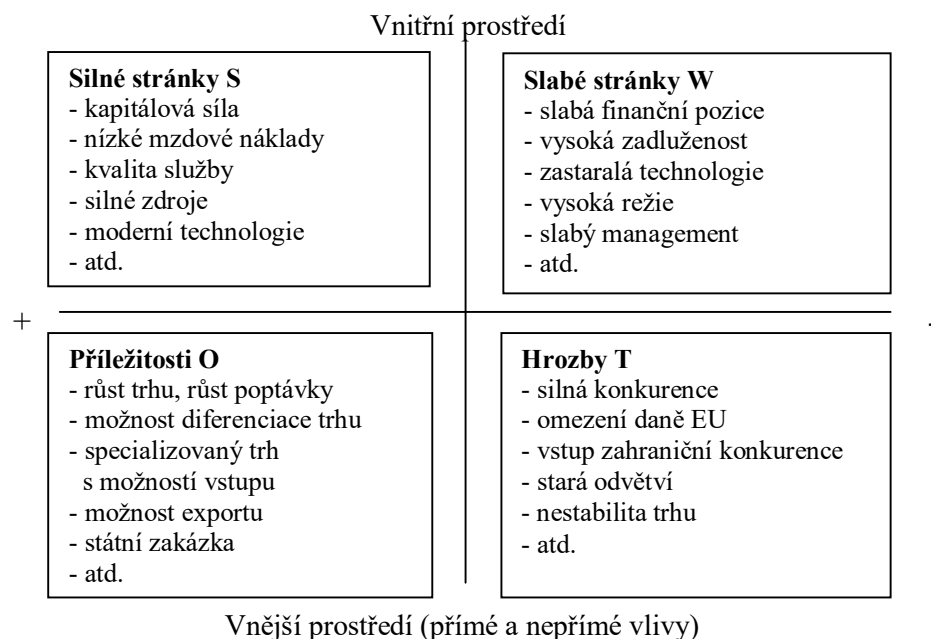 Vnitřní prostředí
Silné stránky S
- kapitálová síla
- nízké mzdové náklady
- kvalita služby
- silné zdroje
- moderní technologie
- atd.
Slabé stránky W
- slabá finanční pozice
- vysoká zadluženost
- zastaralá technologie
- vysoká režie
- slabý management
- atd.
+
-
Příležitosti O
- růst trhu, růst poptávky
- možnost diferenciace trhu
- specializovaný trh
s možností vstupu
- možnost exportu
- státní zakázka
- atd.
Hrozby T
- silná konkurence
- omezení daně EU
- vstup zahraniční konkurence
- stará odvětví
- nestabilita trhu
- atd.
Vnější prostředí (přímé a nepřímé vlivy)